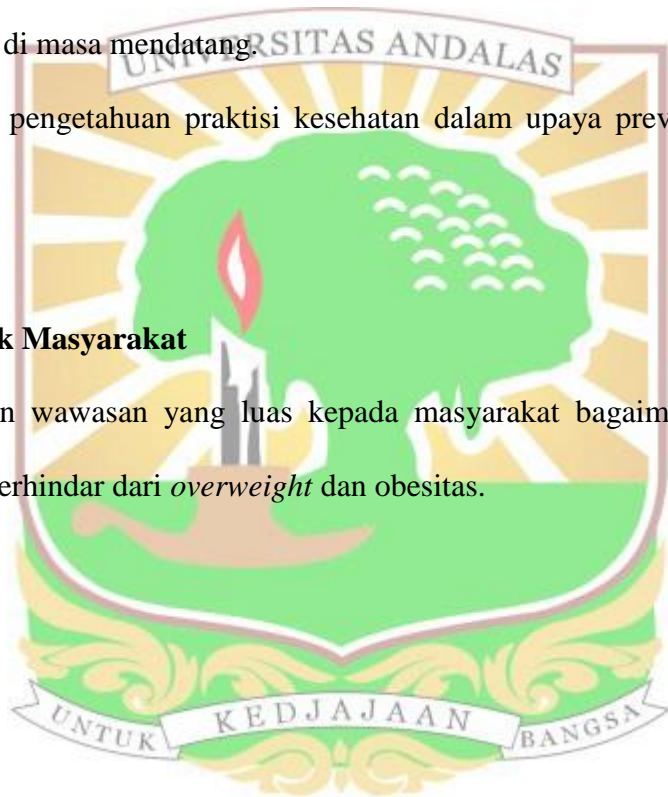 di masa mendatang.
UNIVERSITAS ANDALAS
pengetahuan praktisi kesehatan dalam upaya prev
k Masyarakat
n wawasan yang luas kepada masyarakat bagaim
erhindar dari overweight dan obesitas.
UNTUK KEDJAJAAN BANGSA